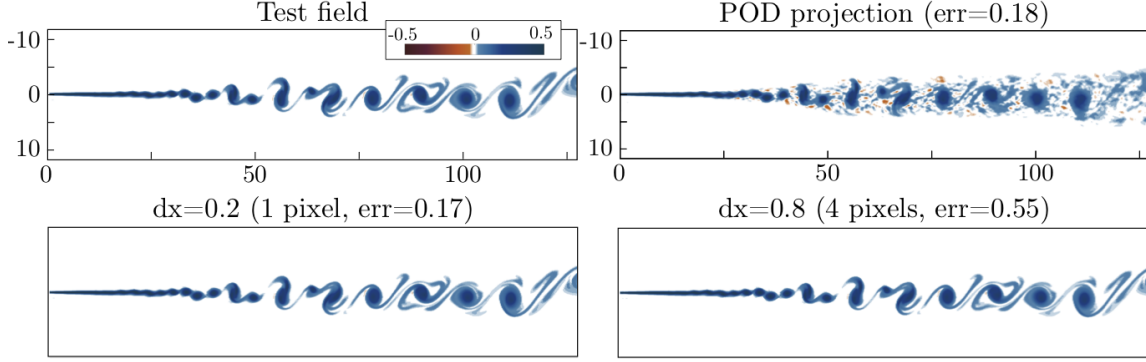 Test field
POD projection (err=0.18)
-0.5 0 0.5
-10
0
10
0 50 100
-10
0
10
0 50 100
dx=0.2 (1 pixel, err=0.17)
dx=0.8 (4 pixels, err=0.55)